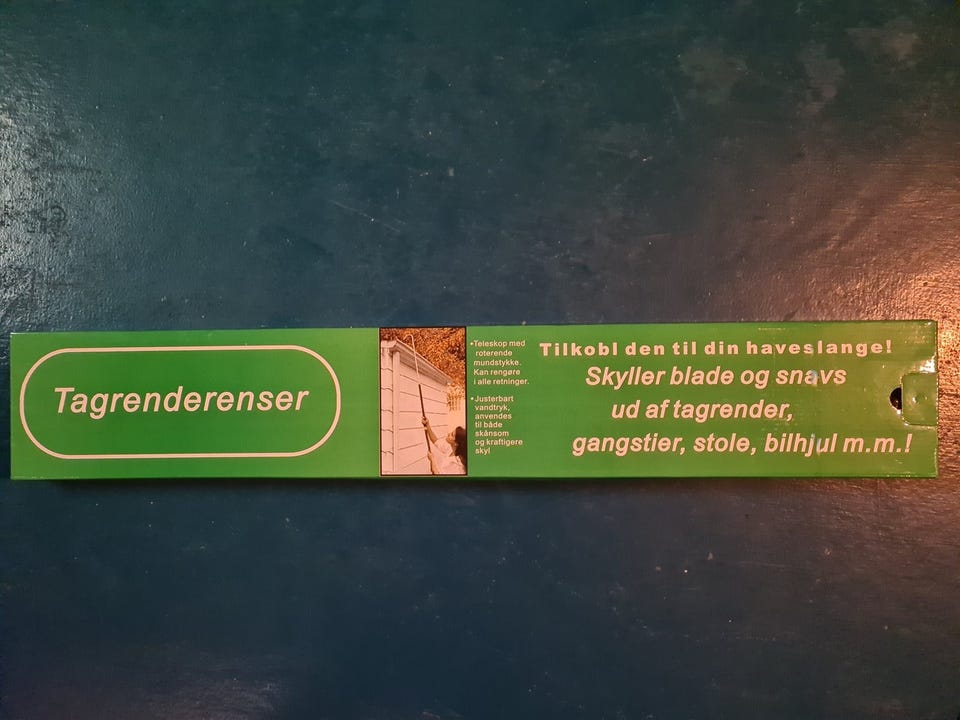 Tagrenderenser
•Teleskop med
roterende
mundstykke.
Kan rengøre
i alle retninger.
•Justerbart
vandtryk,
anvendes
til både
skånsom
og kraftigere
skyl
Tilkobl den til din haveslange!
Skyller blade og snavs
ud af tagrender,
gangstier, stole, bilhjul m.m.!